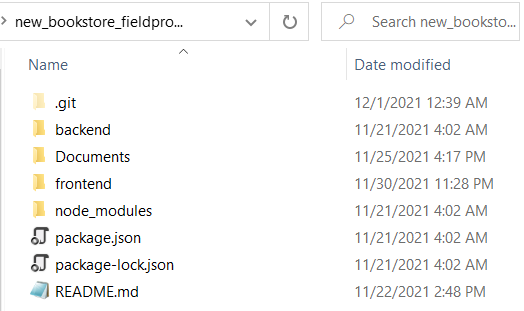 new_bookstore_fieldpro... Search new_booksto...
Name Date modified
.git 12/1/2021 12:39 AM
backend 11/21/2021 4:02 AM
Documents 11/25/2021 4:17 PM
frontend 11/30/2021 11:28 PM
node_modules 11/21/2021 4:02 AM
package.json 11/21/2021 4:02 AM
package-lock.json 11/21/2021 4:02 AM
README.md 11/22/2021 2:48 PM